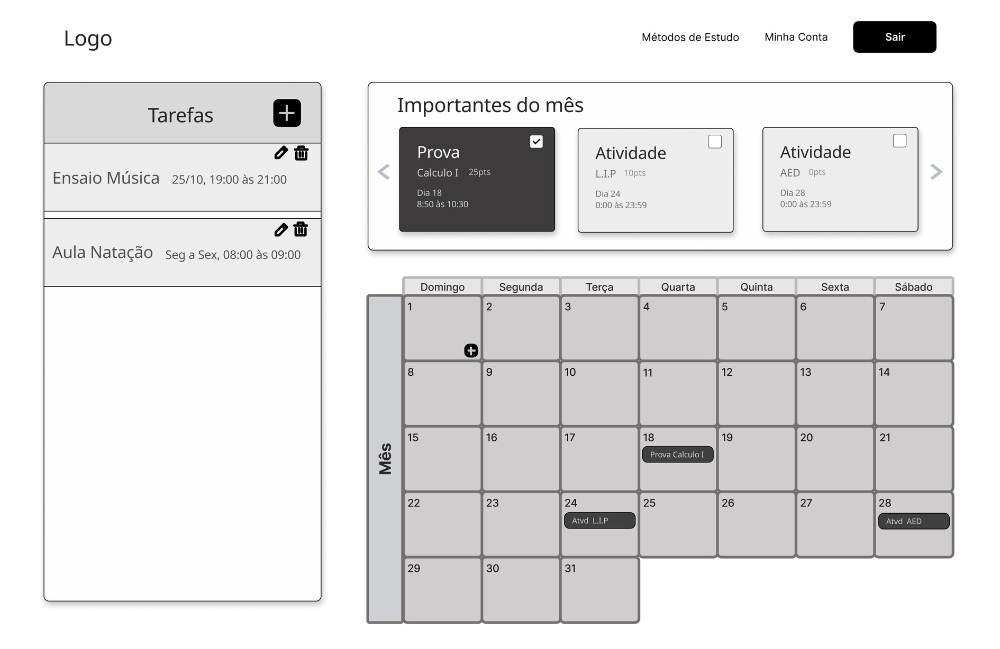 Logo
Métodos de Estudo
Minha Conta
Sair
Tarefas
Ensaio Música 25/10, 19:00 às 21:00
Aula Natação Seg a Sex, 08:00 às 09:00
Importantes do mês
Prova
Calculo I 25pts
Dia 18
8:50 às 10:30
Atividade
L.I.P 10pts
Dia 24
0:00 às 23:59
Atividade
AED 0pts
Dia 28
0:00 às 23:59
Domingo Segunda Terça Quarta Quinta Sexta Sábado
Mês
1 2 3 4 5 6 7
8 9 10 11 12 13 14
15 16 17 18 19 20 21
Prova Calculo I
22 23 24 25 26 27 28
Atvd L.I.P
Atvd AED
29 30 31